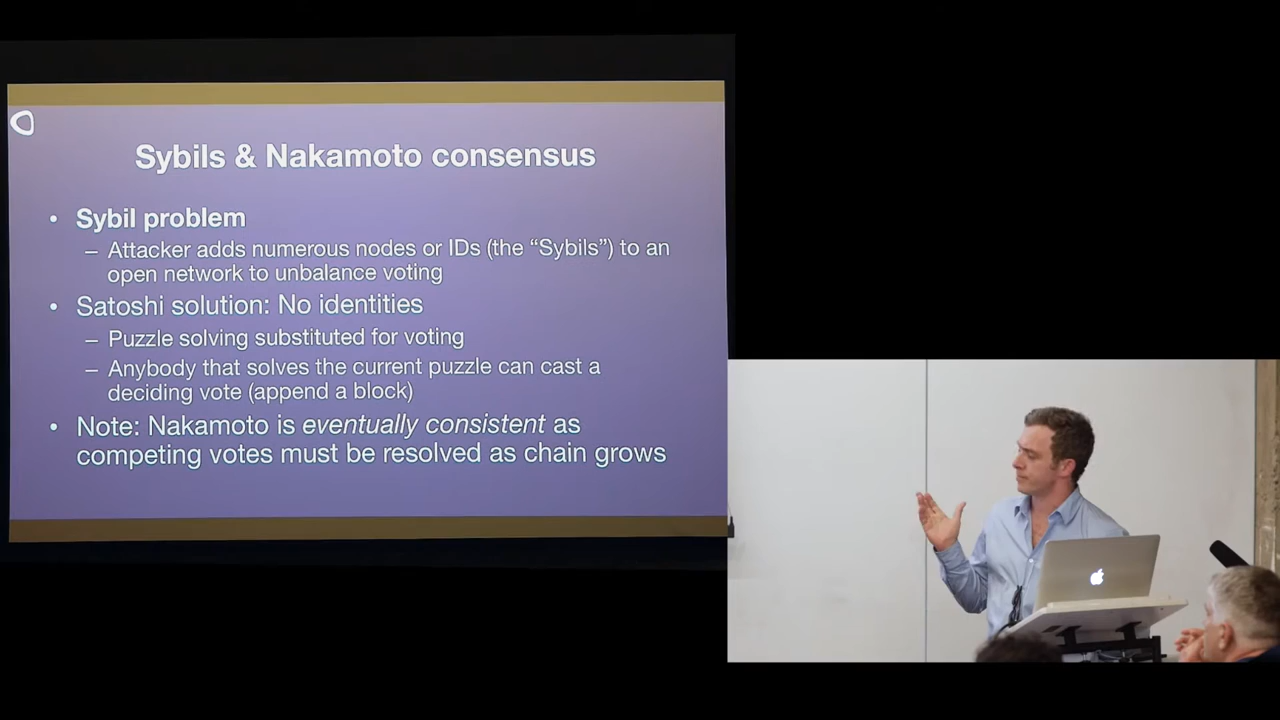 Sybils & Nakamoto consensus
• Sybil problem
– Attacker adds numerous nodes or IDs (the “Sybils”) to an
open network to unbalance voting
• Satoshi solution: No identities
– Puzzle solving substituted for voting
– Anybody that solves the current puzzle can cast a
deciding vote (append a block)
• Note: Nakamoto is eventually consistent as
competing votes must be resolved as chain grows